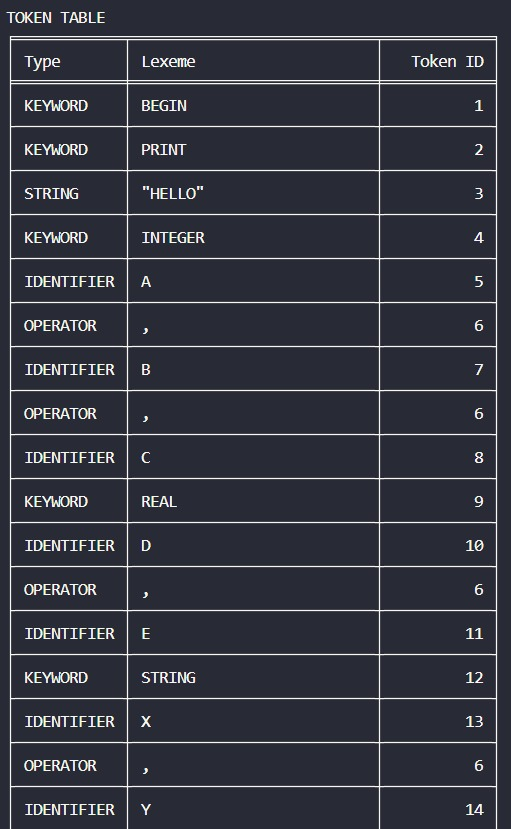 TOKEN TABLE
Type Lexeme Token ID
KEYWORD BEGIN 1
KEYWORD PRINT 2
STRING "HELLO" 3
KEYWORD INTEGER 4
IDENTIFIER A 5
OPERATOR , 6
IDENTIFIER B 7
OPERATOR , 6
IDENTIFIER C 8
KEYWORD REAL 9
IDENTIFIER D 10
OPERATOR , 6
IDENTIFIER E 11
KEYWORD STRING 12
IDENTIFIER X 13
OPERATOR , 6
IDENTIFIER Y 14